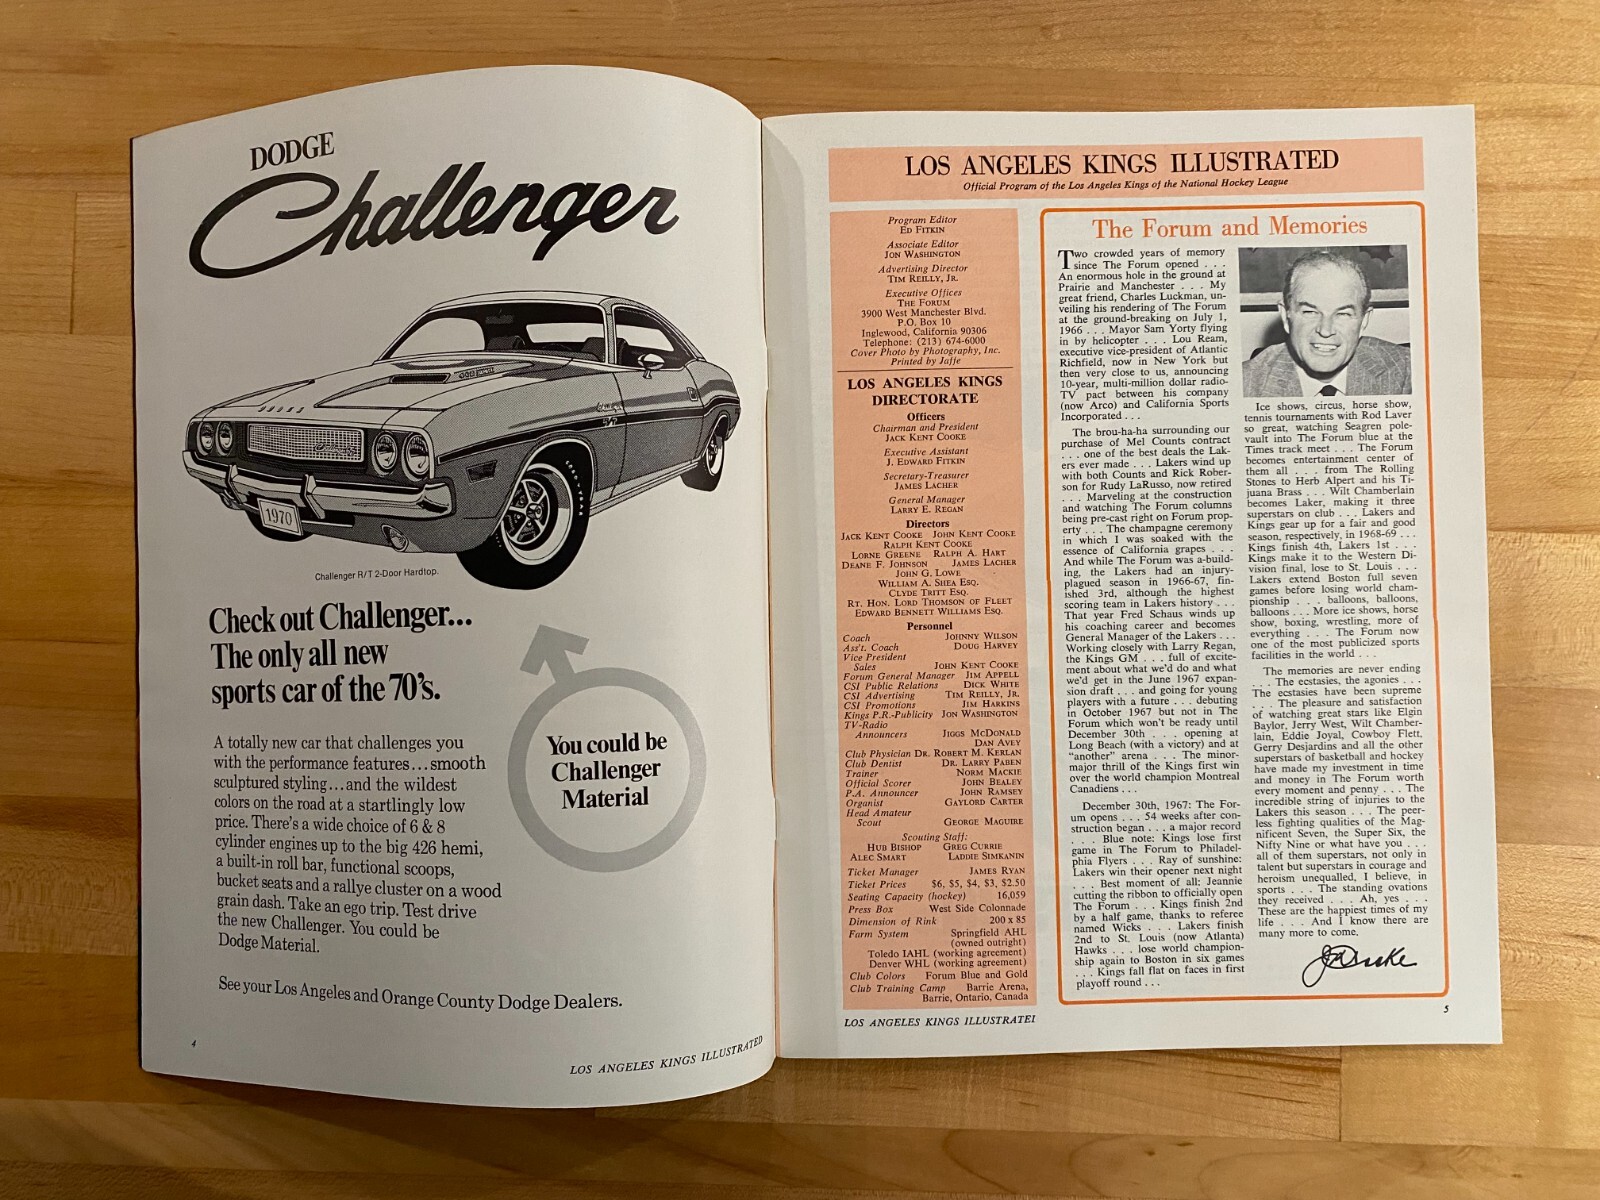 DODGE
Challenger
1970
R/T
Challenger R/T 2-Door Hardtop.
Check out Challenger...
The only all new
sports car of the 70's.
A totally new car that challenges you
with the performance features...smooth
sculptured styling...and the wildest
colors on the road at a startlingly low
price. There's a wide choice of 6 & 8
cylinder engines up to the big 426 hemi,
a built-in roll bar, functional scoops,
bucket seats and a rallye cluster on a wood
grain dash. Take an ego trip. Test drive
the new Challenger. You could be
Dodge Material.
You could be
Challenger
Material
See your Los Angeles and Orange County Dodge Dealers.
4
LOS ANGELES KINGS ILLUSTRATED
LOS ANGELES KINGS ILLUSTRATED
Official Program of the Los Angeles Kings of the National Hockey League
Program Editor
ED FITKIN
Associate Editor
JON WASHINGTON
Advertising Director
TIM REILLY, JR.
Executive Offices
THE FORUM
3900 West Manchester Blvd.
P.O. Box 10
Inglewood, California 90306
Telephone: (213) 674-6000
Cover Photo by Photography, Inc.
Printed by Jaffe
LOS ANGELES KINGS
DIRECTORATE
Officers
Chairman and President
JACK KENT COOKE
Executive Assistant
J. EDWARD FITKIN
Secretary-Treasurer
JAMES LACHER
General Manager
LARRY E. REGAN
Directors
JACK KENT COOKE JOHN KENT COOKE
RALPH KENT COOKE
LORNE GREENE RALPH A. HART
DEANE F. JOHNSON JAMES LACHER
JOHN G. LOWE
WILLIAM A. SHEA ESQ.
CLYDE TRITT ESQ.
RT. HON. LORD THOMSON OF FLEET
EDWARD BENNETT WILLIAMS ESQ.
Personnel
Coach JOHNNY WILSON
Ass't. Coach DOUG HARVEY
Vice President
Sales JOHN KENT COOKE
Forum General Manager JIM APPELL
CSI Public Relations DICK WHITE
CSI Advertising TIM REILLY, JR.
CSI Promotions JIM HARKINS
Kings P.R.-Publicity JON WASHINGTON
TV-Radio
Announcers JIGGS MCDONALD
DAN AVEY
Club Physician DR. ROBERT M. KERLAN
Club Dentist DR. LARRY PABEN
Trainer NORM MACKIE
Official Scorer JOHN BEALEY
P.A. Announcer JOHN RAMSEY
Organist GAYLORD CARTER
Head Amateur
Scout GEORGE MAGUIRE
Scouting Staff:
HUB BISHOP GREG CURRIE
ALEC SMART LADDIE SIMKANIN
Ticket Manager JAMES RYAN
Ticket Prices $6, $5, $4, $3, $2.50
Seating Capacity (hockey) 16,059
Press Box West Side Colonnade
Dimension of Rink 200 x 85
Farm System Springfield AHL
(owned outright)
Toledo IAHL (working agreement)
Denver WHL (working agreement)
Club Colors Forum Blue and Gold
Club Training Camp Barrie Arena,
Barrie, Ontario, Canada
LOS ANGELES KINGS ILLUSTRATEI
The Forum and Memories
Two crowded years of memory
since The Forum opened . . .
An enormous hole in the ground at
Prairie and Manchester . . . My
great friend, Charles Luckman, un-
veiling his rendering of The Forum
at the ground-breaking on July 1,
1966 . . . Mayor Sam Yorty flying
in by helicopter . . . Lou Ream,
executive vice-president of Atlantic
Richfield, now in New York but
then very close to us, announcing
10-year, multi-million dollar radio-
TV pact between his company
(now Arco) and California Sports
Incorporated . . .
The brou-ha-ha surrounding our
purchase of Mel Counts contract
. . . one of the best deals the Lak-
ers ever made . . . Lakers wind up
with both Counts and Rick Rober-
son for Rudy LaRusso, now retired
. . . Marveling at the construction
and watching The Forum columns
being pre-cast right on Forum prop-
erty . . . The champagne ceremony
in which I was soaked with the
essence of California grapes . . .
And while The Forum was a-build-
ing, the Lakers had an injury-
plagued season in 1966-67, fin-
ished 3rd, although the highest
scoring team in Lakers history . . .
That year Fred Schaus winds up
his coaching career and becomes
General Manager of the Lakers . . .
Working closely with Larry Regan,
the Kings GM . . . full of excite-
ment about what we'd do and what
we'd get in the June 1967 expan-
sion draft . . . and going for young
players with a future . . . debuting
in October 1967 but not in The
Forum which won't be ready until
December 30th . . . opening at
Long Beach (with a victory) and at
"another" arena . . . The minor-
major thrill of the Kings first win
over the world champion Montreal
Canadiens . . .
December 30th, 1967: The For-
um opens . . . 54 weeks after con-
struction began . . . a major record
. . . Blue note: Kings lose first
game in The Forum to Philadel-
phia Flyers . . . Ray of sunshine:
Lakers win their opener next night
. . . Best moment of all: Jeannie
cutting the ribbon to officially open
The Forum . . . Kings finish 2nd
by a half game, thanks to referee
named Wicks . . . Lakers finish
2nd to St. Louis (now Atlanta)
Hawks . . . lose world champion-
ship again to Boston in six games
. . . Kings fall flat on faces in first
playoff round . . .
Ice shows, circus, horse show,
tennis tournaments with Rod Laver
so great, watching Seagren pole-
vault into The Forum blue at the
Times track meet . . . The Forum
becomes entertainment center of
them all . . . from The Rolling
Stones to Herb Alpert and his Ti-
juana Brass . . . Wilt Chamberlain
becomes Laker, making it three
superstars on club . . . Lakers and
Kings gear up for a fair and good
season, respectively, in 1968-69 . . .
Kings finish 4th, Lakers 1st . . .
Kings make it to the Western Di-
vision final, lose to St. Louis . . .
Lakers extend Boston full seven
games before losing world cham-
pionship . . . balloons, balloons,
balloons . . . More ice shows, horse
show, boxing, wrestling, more of
everything . . . The Forum now
one of the most publicized sports
facilities in the world . . .
The memories are never ending
. . . The ecstasies, the agonies . . .
The ecstasies have been supreme
. . . The pleasure and satisfaction
of watching great stars like Elgin
Baylor, Jerry West, Wilt Chamber-
lain, Eddie Joyal, Cowboy Flett,
Gerry Desjardins and all the other
superstars of basketball and hockey
have made my investment in time
and money in The Forum worth
every moment and penny . . . The
incredible string of injuries to the
Lakers this season . . . The peer-
less fighting qualities of the Mag-
nificent Seven, the Super Six, the
Nifty Nine or what have you . . .
all of them superstars, not only in
talent but superstars in courage and
heroism unequalled, I believe, in
sports . . . The standing ovations
they received . . . Ah, yes . . .
These are the happiest times of my
life . . . And I know there are
many more to come.
5